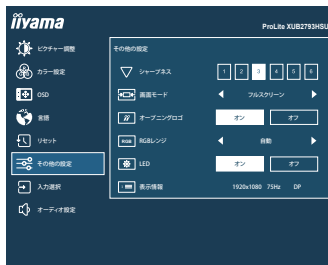 iiyama
ProLite XUB2793HSU
ピクチャー調整
カラー設定
OSD
言語
リセット
その他の設定
入力選択
オーディオ設定
その他の設定
シャープネス 1 2 3 4 5 6
画面モード フルスクリーン
オープニングロゴ オン オフ
RGB RGBレンジ 自動
LED オン オフ
表示情報 1920x1080 75Hz DP